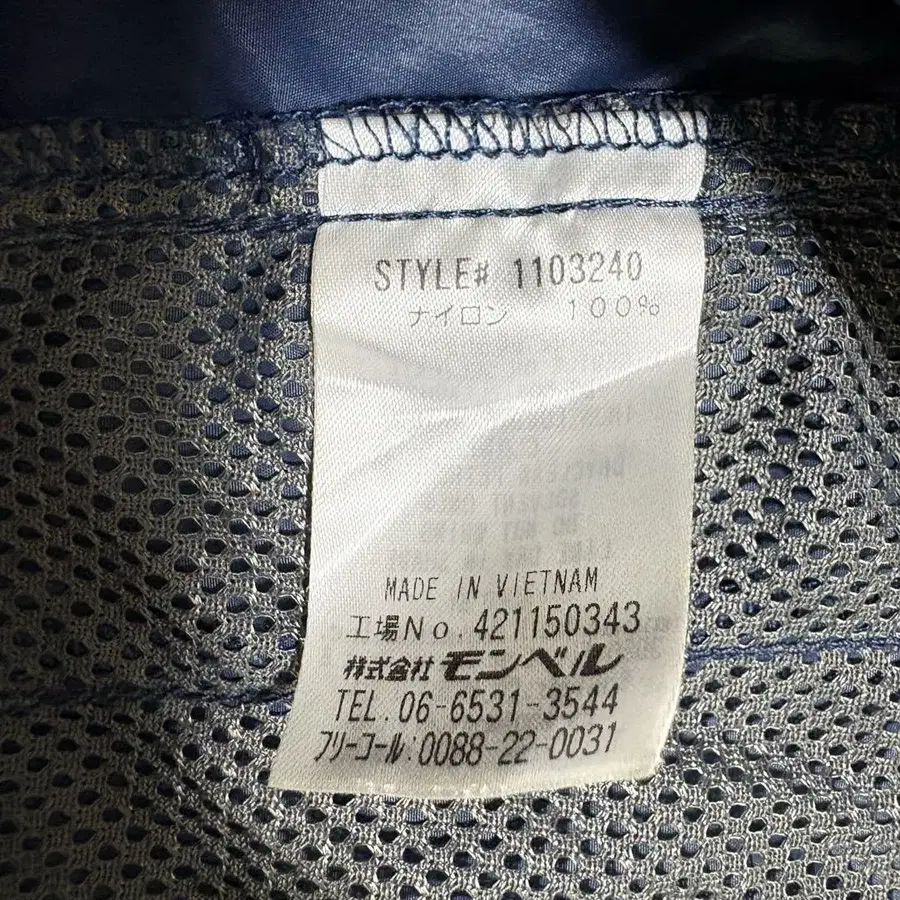 STYLE# 1103240
ナイロン 100%
MADE IN VIETNAM
工場No.421150343
株式会社 モンベル
TEL.06-6531-3544
フリーコール:0088-22-0031